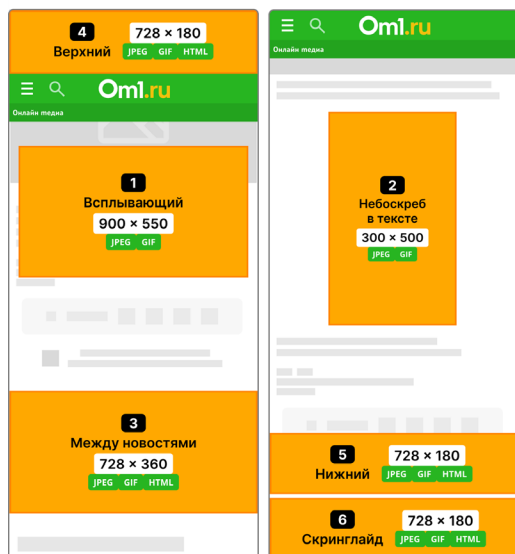 4
728 × 180
Верхний
JPEG GIF HTML
Om1.ru
Онлайн медиа
1
Всплывающий
900 × 550
JPEG GIF
3
Между новостями
728 × 360
JPEG GIF HTML
Om1.ru
Онлайн медиа
2
Небоскреб
в тексте
300 × 500
JPEG GIF
5
728 × 180
Нижний
JPEG GIF HTML
6
728 × 180
Скринглайд
JPEG GIF HTML